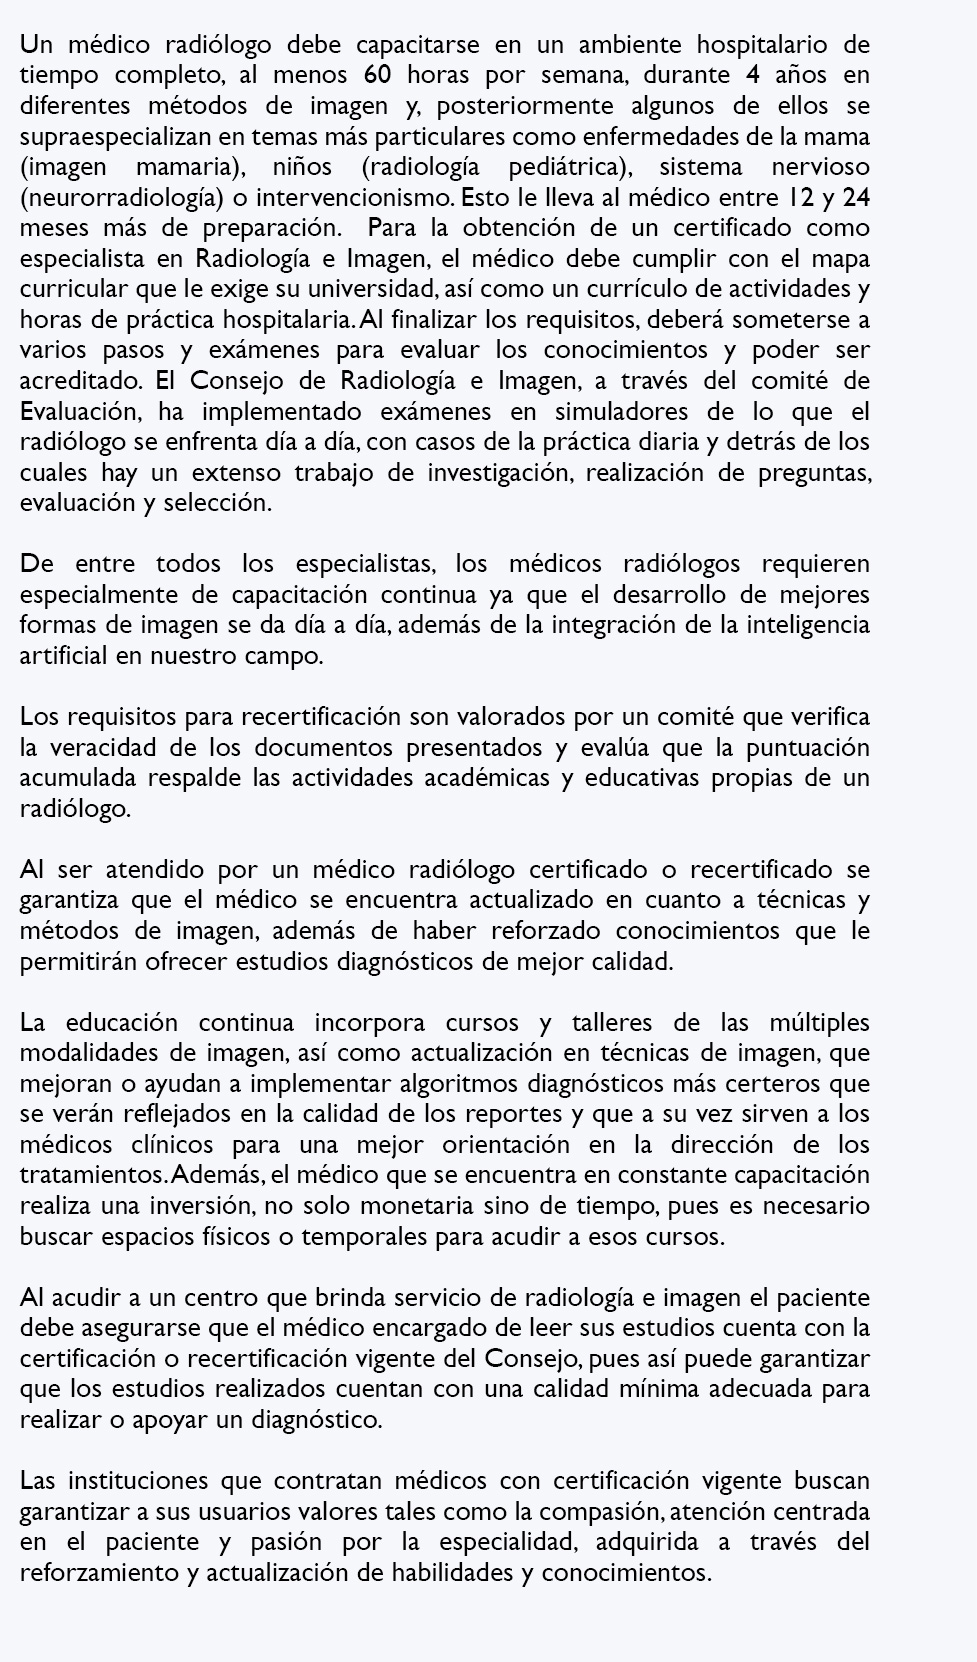 Un médico radiólogo debe capacitarse en un ambiente hospitalario de
tiempo completo, al menos 60 horas por semana, durante 4 años en
diferentes métodos de imagen y, posteriormente algunos de ellos se
supraespecializan en temas más particulares como enfermedades de la mama
(imagen mamaria), niños (radiología pediátrica), sistema nervioso
(neurorradiología) o intervencionismo. Esto le lleva al médico entre 12 y 24
meses más de preparación. Para la obtención de un certificado como
especialista en Radiología e Imagen, el médico debe cumplir con el mapa
curricular que le exige su universidad, así como un currículo de actividades y
horas de práctica hospitalaria. Al finalizar los requisitos, deberá someterse a
varios pasos y exámenes para evaluar los conocimientos y poder ser
acreditado. El Consejo de Radiología e Imagen, a través del comité de
Evaluación, ha implementado exámenes en simuladores de lo que el
radiólogo se enfrenta día a día, con casos de la práctica diaria y detrás de los
cuales hay un extenso trabajo de investigación, realización de preguntas,
evaluación y selección.
De entre todos los especialistas, los médicos radiólogos requieren
especialmente de capacitación continua ya que el desarrollo de mejores
formas de imagen se da día a día, además de la integración de la inteligencia
artificial en nuestro campo.
Los requisitos para recertificación son valorados por un comité que verifica
la veracidad de los documentos presentados y evalúa que la puntuación
acumulada respalde las actividades académicas y educativas propias de un
radiólogo.
Al ser atendido por un médico radiólogo certificado o recertificado se
garantiza que el médico se encuentra actualizado en cuanto a técnicas y
métodos de imagen, además de haber reforzado conocimientos que le
permitirán ofrecer estudios diagnósticos de mejor calidad.
La educación continua incorpora cursos y talleres de las múltiples
modalidades de imagen, así como actualización en técnicas de imagen, que
mejoran o ayudan a implementar algoritmos diagnósticos más certeros que
se verán reflejados en la calidad de los reportes y que a su vez sirven a los
médicos clínicos para una mejor orientación en la dirección de los
tratamientos. Además, el médico que se encuentra en constante capacitación
realiza una inversión, no solo monetaria sino de tiempo, pues es necesario
buscar espacios físicos o temporales para acudir a esos cursos.
Al acudir a un centro que brinda servicio de radiología e imagen el paciente
debe asegurarse que el médico encargado de leer sus estudios cuenta con la
certificación o recertificación vigente del Consejo, pues así puede garantizar
que los estudios realizados cuentan con una calidad mínima adecuada para
realizar o apoyar un diagnóstico.
Las instituciones que contratan médicos con certificación vigente buscan
garantizar a sus usuarios valores tales como la compasión, atención centrada
en el paciente y pasión por la especialidad, adquirida a través del
reforzamiento y actualización de habilidades y conocimientos.